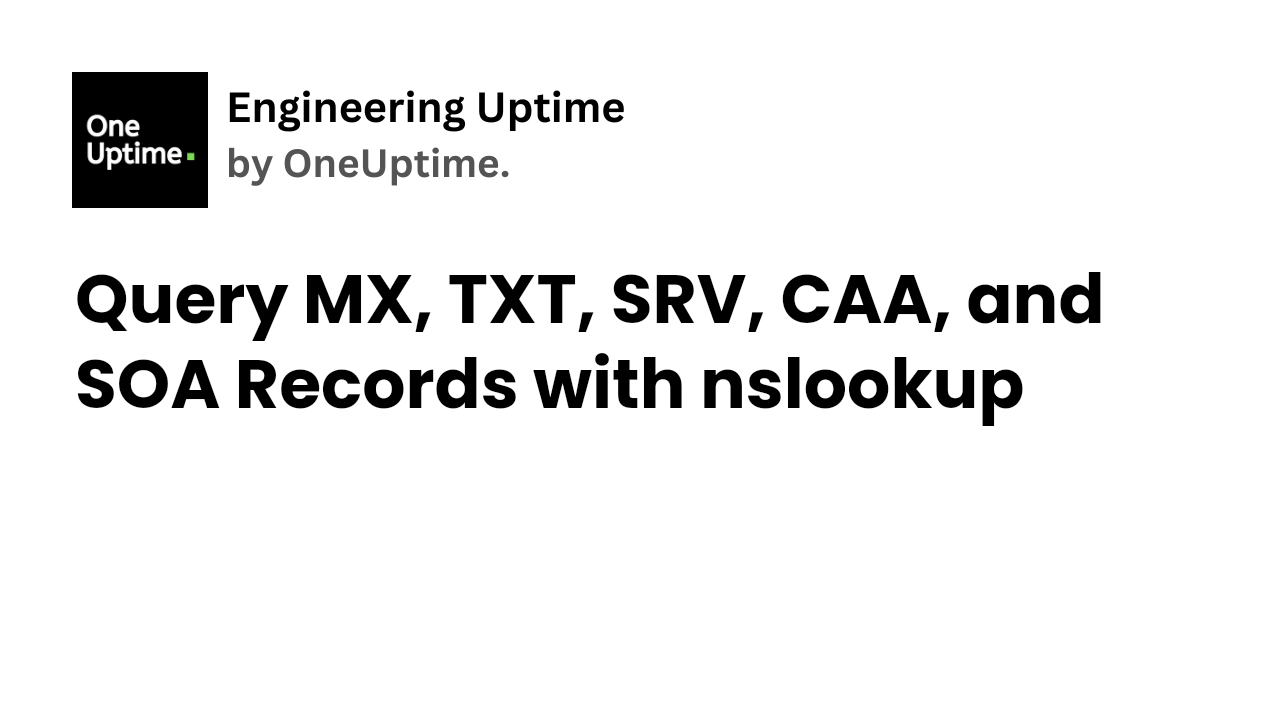 One
Uptime
Engineering Uptime
by OneUptime.
Query MX, TXT, SRV, CAA, and
SOA Records with nslookup